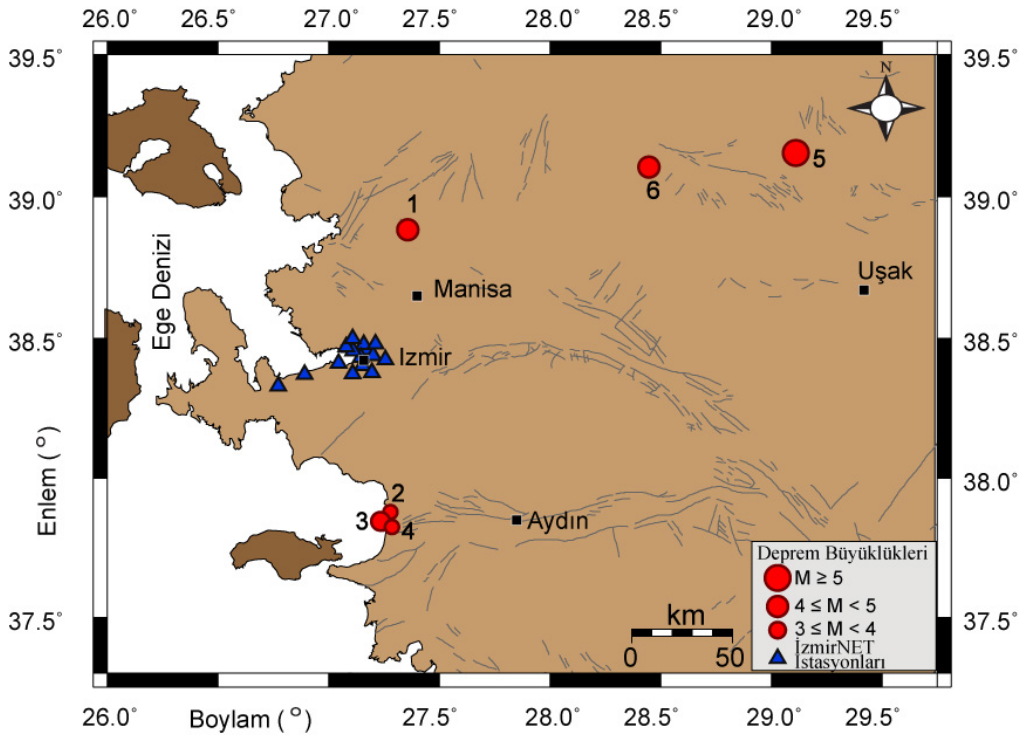 26.0° 26.5° 27.0° 27.5° 28.0° 28.5° 29.0° 29.5°
39.5° 39.5°
N
5
6
39.0° 39.0°
1
Ege Denizi
Uşak
Manisa
38.5° 38.5°
Izmir
38.0° 38.0°
Enlem (°)
2
3
4
Aydın
Deprem Büyüklükleri
M ≥ 5
4 ≤ M < 5
3 ≤ M < 4
İzmirNET
İstasyonları
km
0 50
37.5° 37.5°
26.0° 26.5° 27.0° 27.5° 28.0° 28.5° 29.0° 29.5°
Boylam (°)